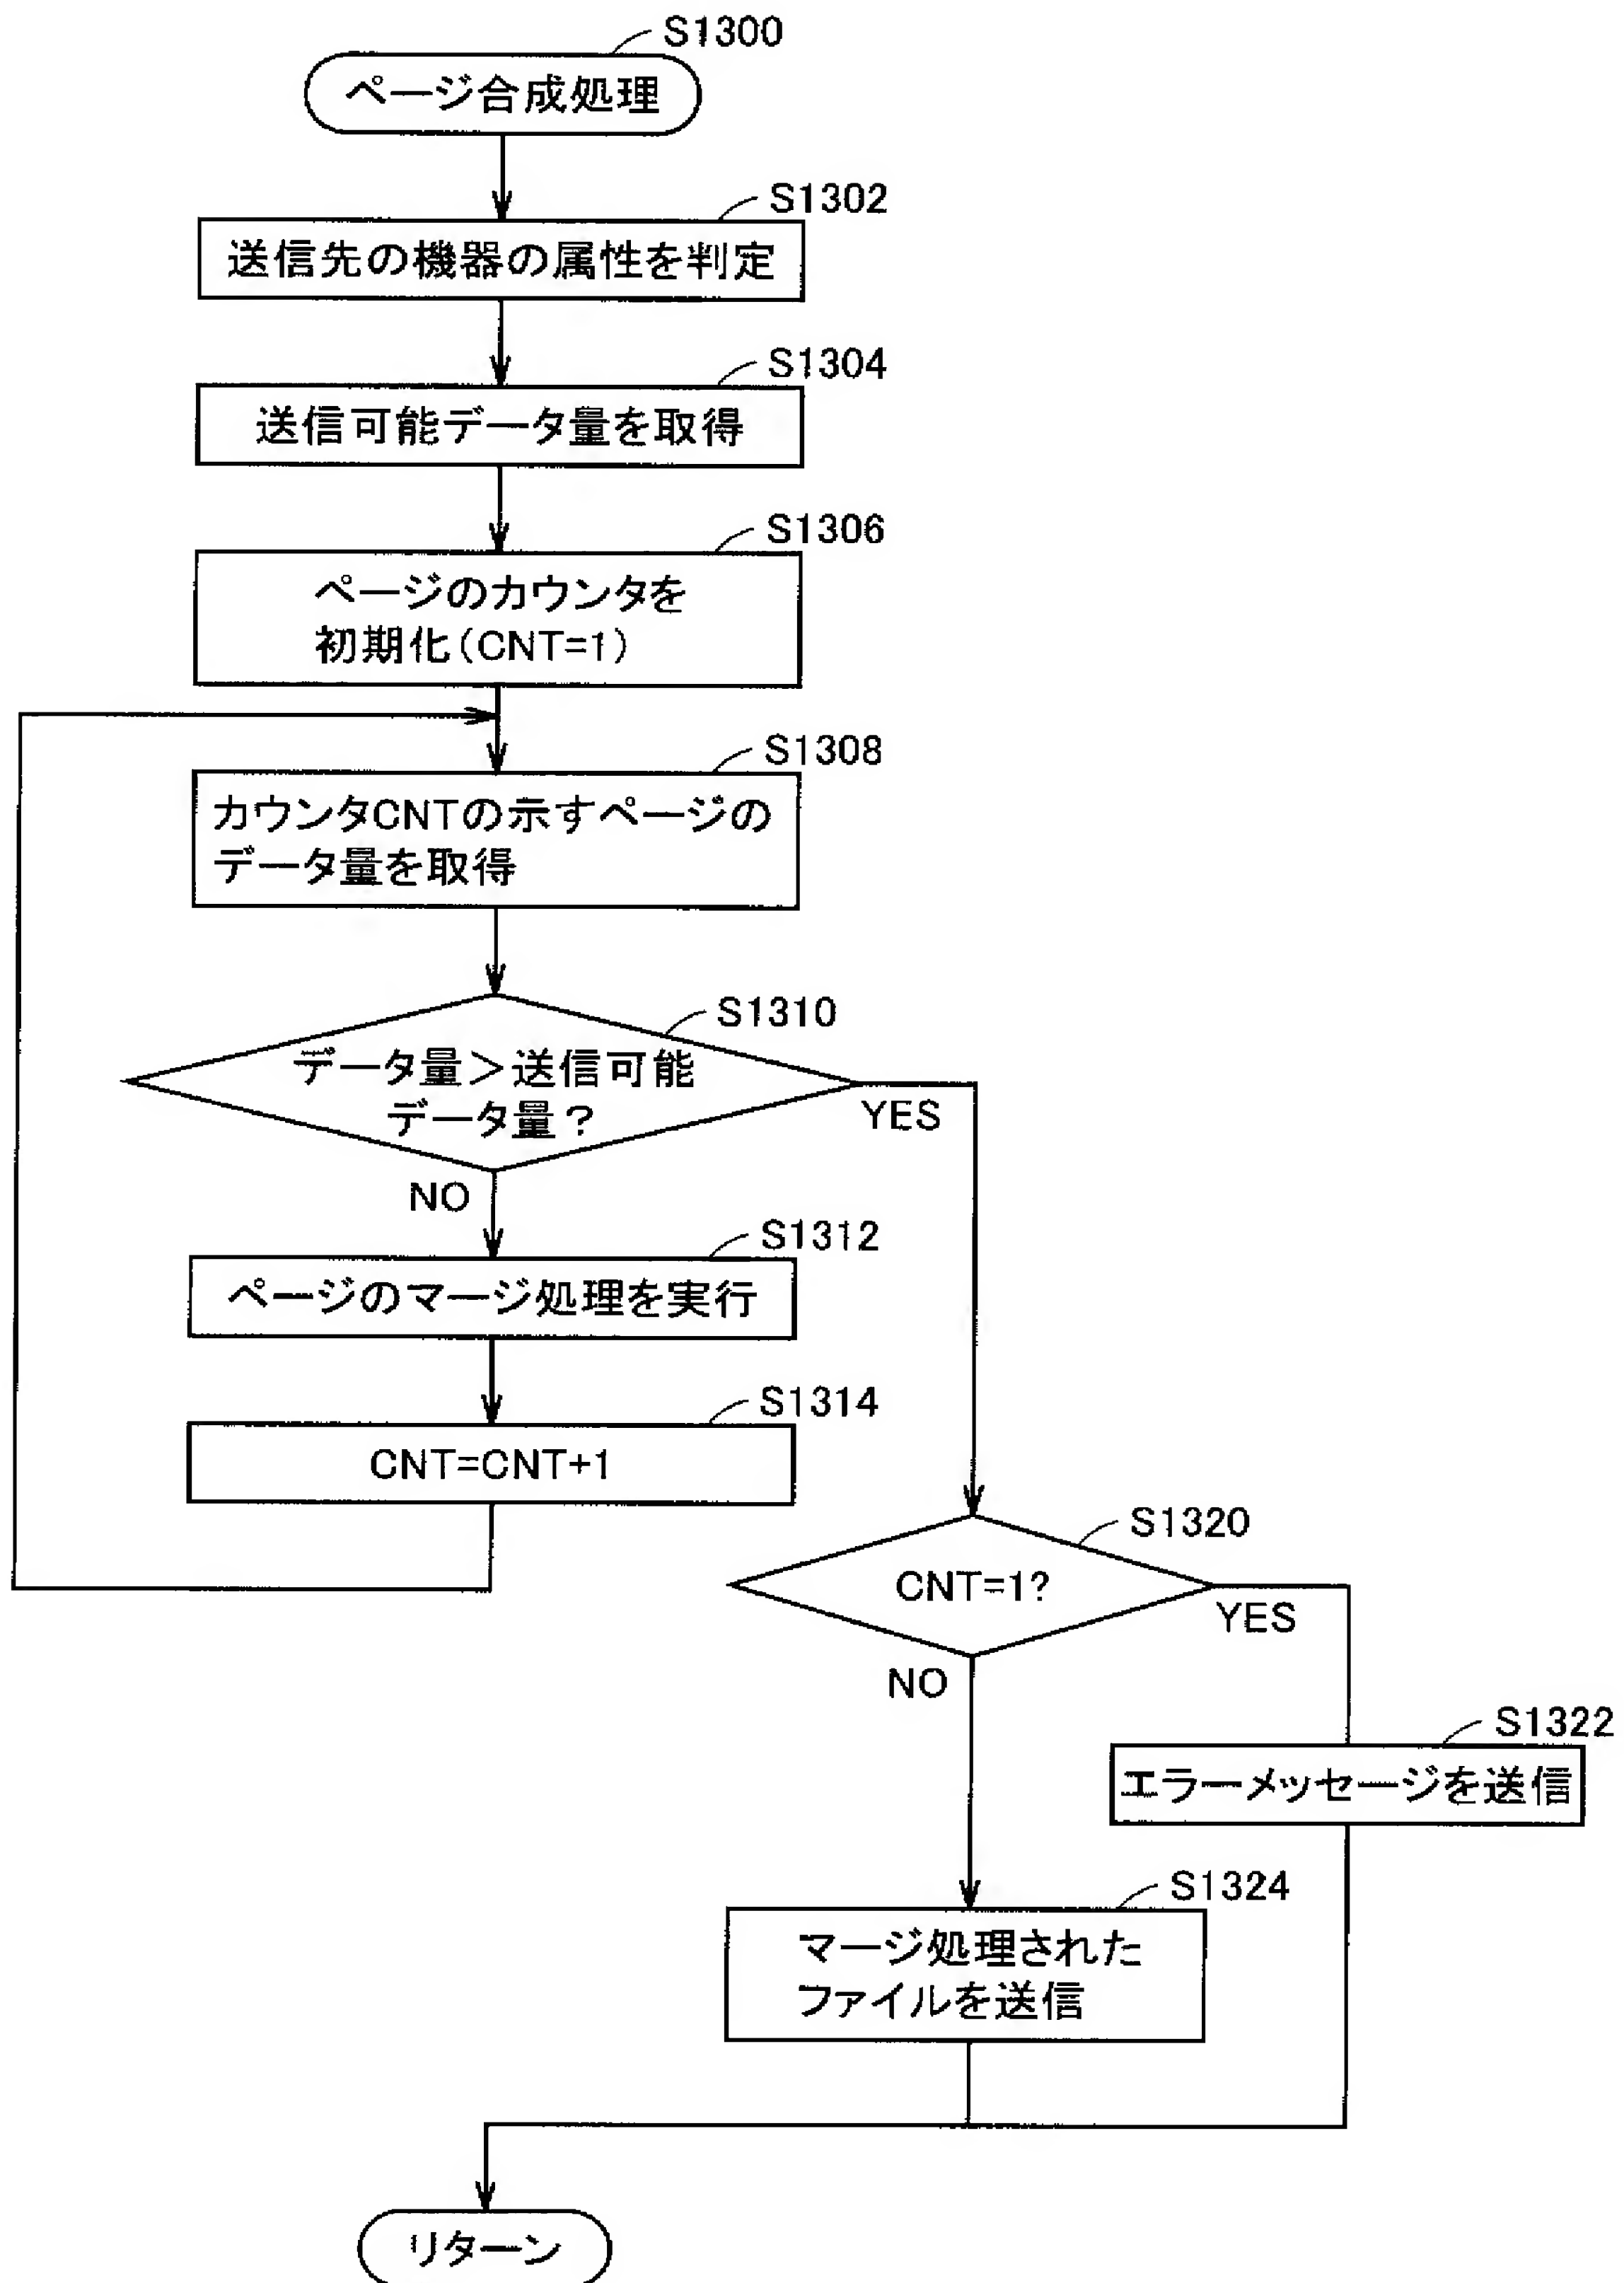 S1300
ページ合成処理
S1302
送信先の機器の属性を判定
S1304
送信可能データ量を取得
S1306
ページのカウンタを
初期化(CNT=1)
S1308
カウンタCNTの示すページの
データ量を取得
S1310
データ量>送信可能
データ量?
YES
NO
S1312
ページのマージ処理を実行
S1314
CNT=CNT+1
S1320
CNT=1?
YES
NO
S1322
エラーメッセージを送信
S1324
マージ処理された
ファイルを送信
リターン